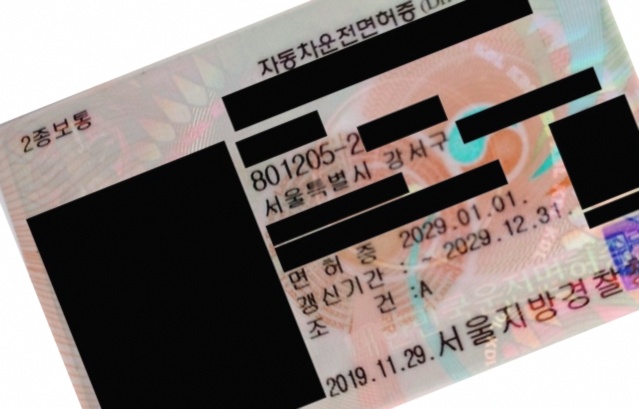 자동차운전면허증
2종보통
801205-2
서울특별시 강서구
면 허 증 2029.01.01.
갱신기간 : ~ 2029.12.31.
조 건 :A
2019.11.29. 서울지방경찰